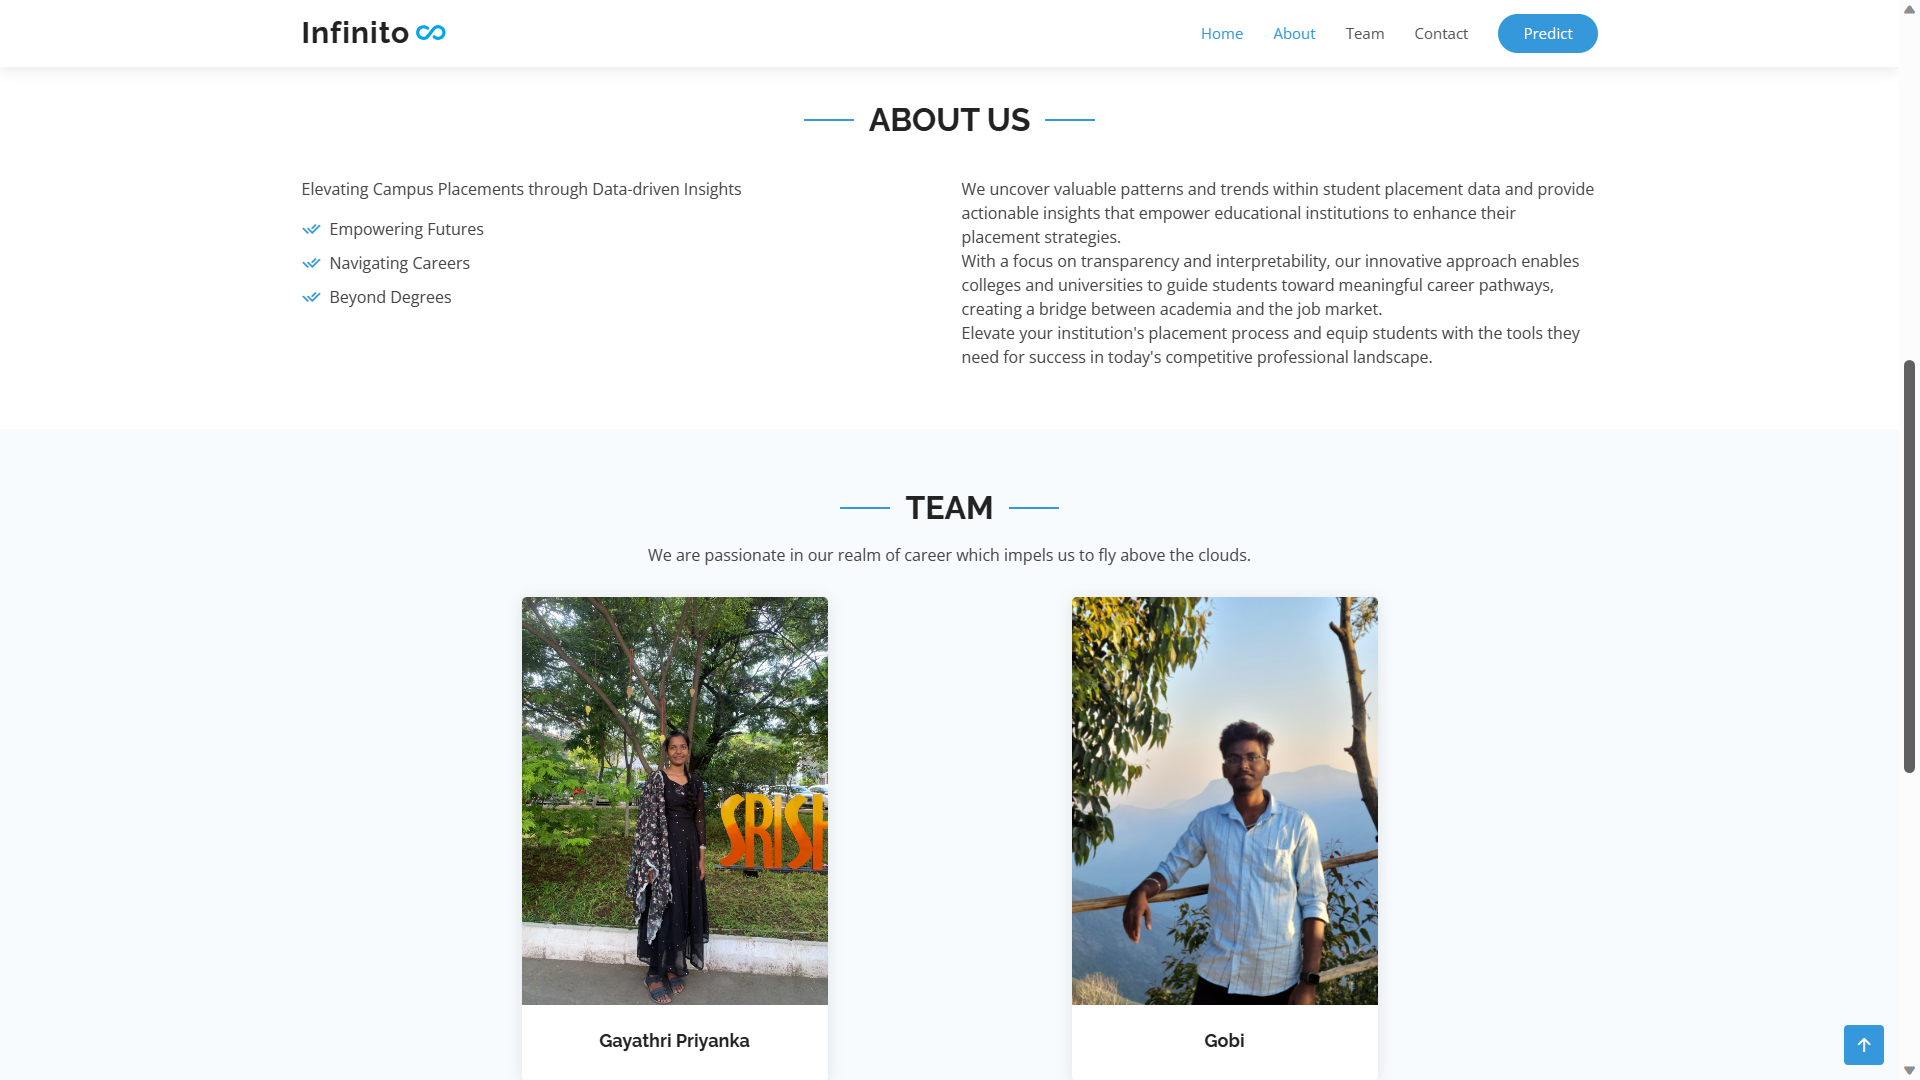 Infinito
Home About Team Contact Predict
ABOUT US
Elevating Campus Placements through Data-driven Insights
Empowering Futures
Navigating Careers
Beyond Degrees
We uncover valuable patterns and trends within student placement data and provide
actionable insights that empower educational institutions to enhance their
placement strategies.
With a focus on transparency and interpretability, our innovative approach enables
colleges and universities to guide students toward meaningful career pathways,
creating a bridge between academia and the job market.
Elevate your institution's placement process and equip students with the tools they
need for success in today's competitive professional landscape.
TEAM
We are passionate in our realm of career which impels us to fly above the clouds.
SRISH
Gayathri Priyanka
Gobi